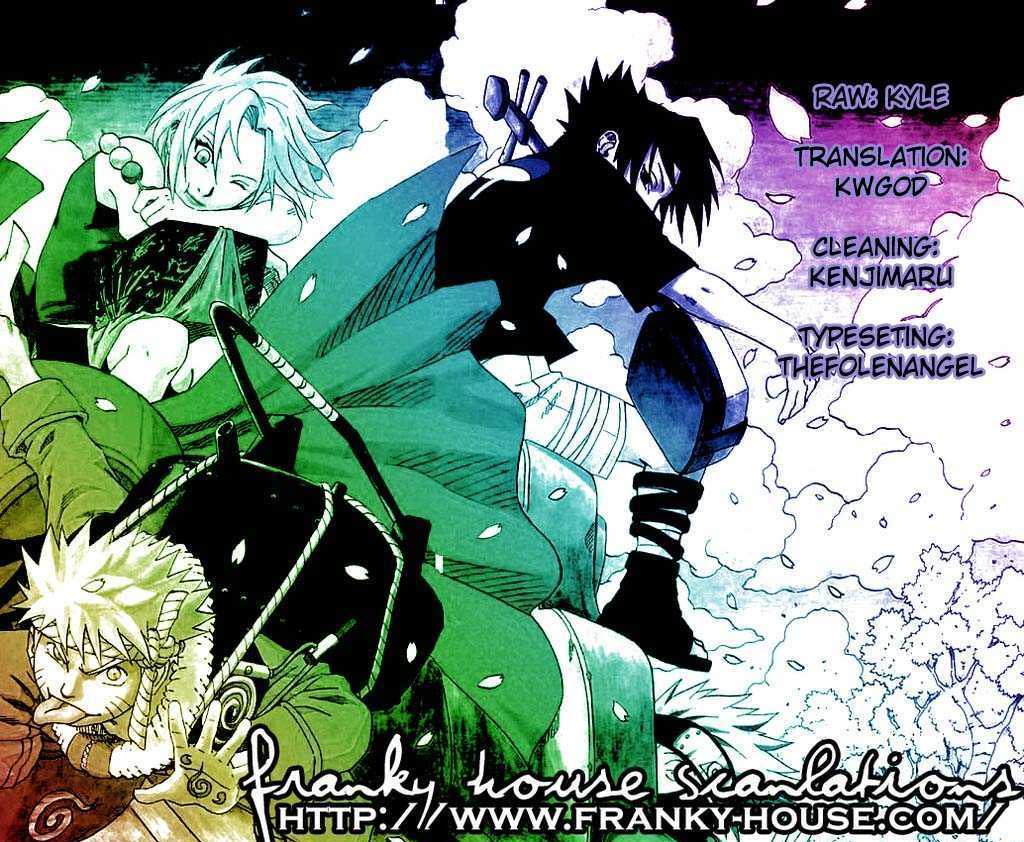 RAW: KYLE
TRANSLATION:
KWGOD
CLEANING:
KENJIMARU
TYPESETING:
THEFOLENANGEL
franky house scanlations
HTTP://WWW.FRANKY-HOUSE.COM/